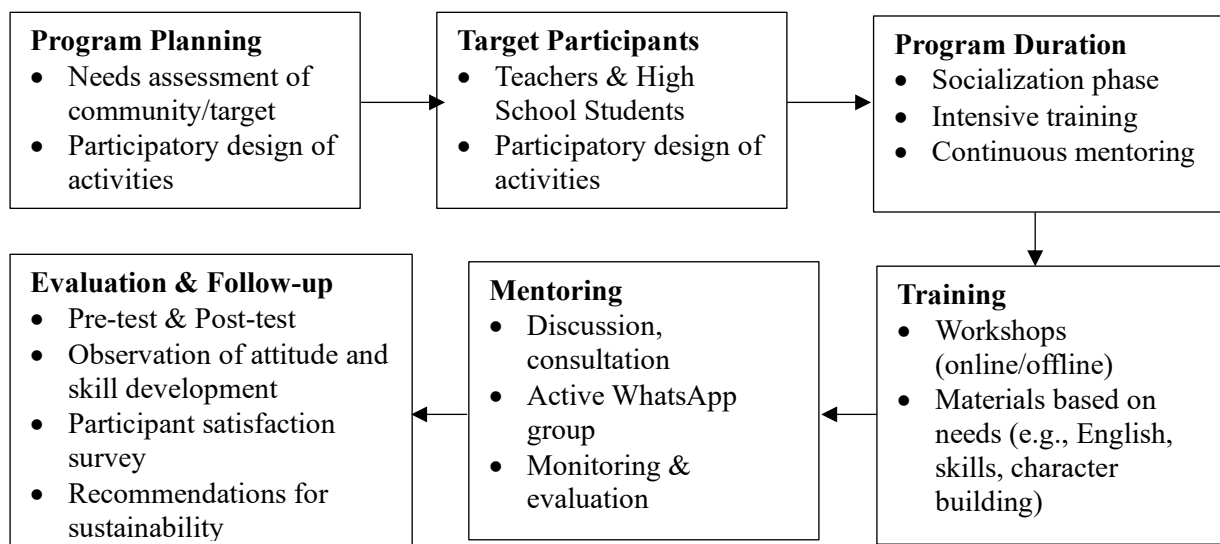 Program Planning
• Needs assessment of
community/target
• Participatory design of
activities
Target Participants
• Teachers & High
School Students
• Participatory design of
activities
Program Duration
• Socialization phase
• Intensive training
• Continuous mentoring
Training
• Workshops
(online/offline)
• Materials based on
needs (e.g., English,
skills, character
building)
Mentoring
• Discussion,
consultation
• Active WhatsApp
group
• Monitoring &
evaluation
Evaluation & Follow-up
• Pre-test & Post-test
• Observation of attitude and
skill development
• Participant satisfaction
survey
• Recommendations for
sustainability